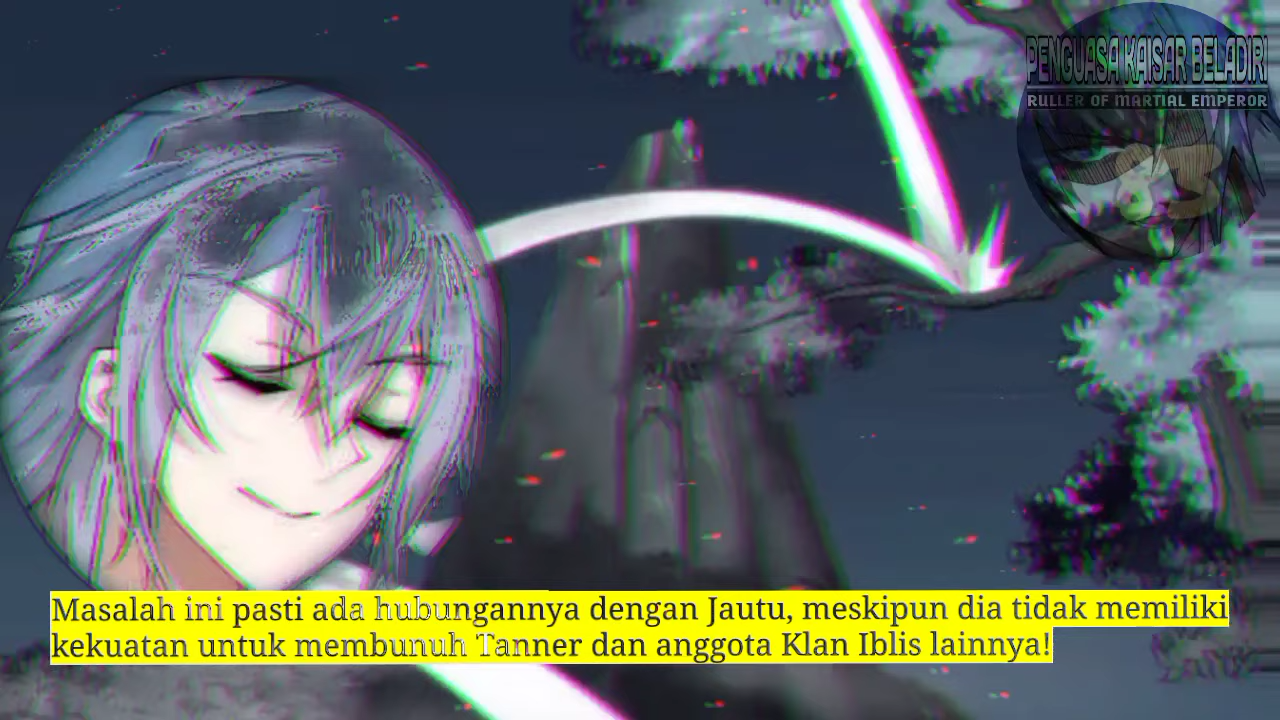 PENGUASA KAISAR BELADIRI
RULLER OF MARTIAL EMPEROR
Masalah ini pasti ada hubungannya dengan Jautu, meskipun dia tidak memiliki
kekuatan untuk membunuh Tanner dan anggota Klan Iblis lainnya!